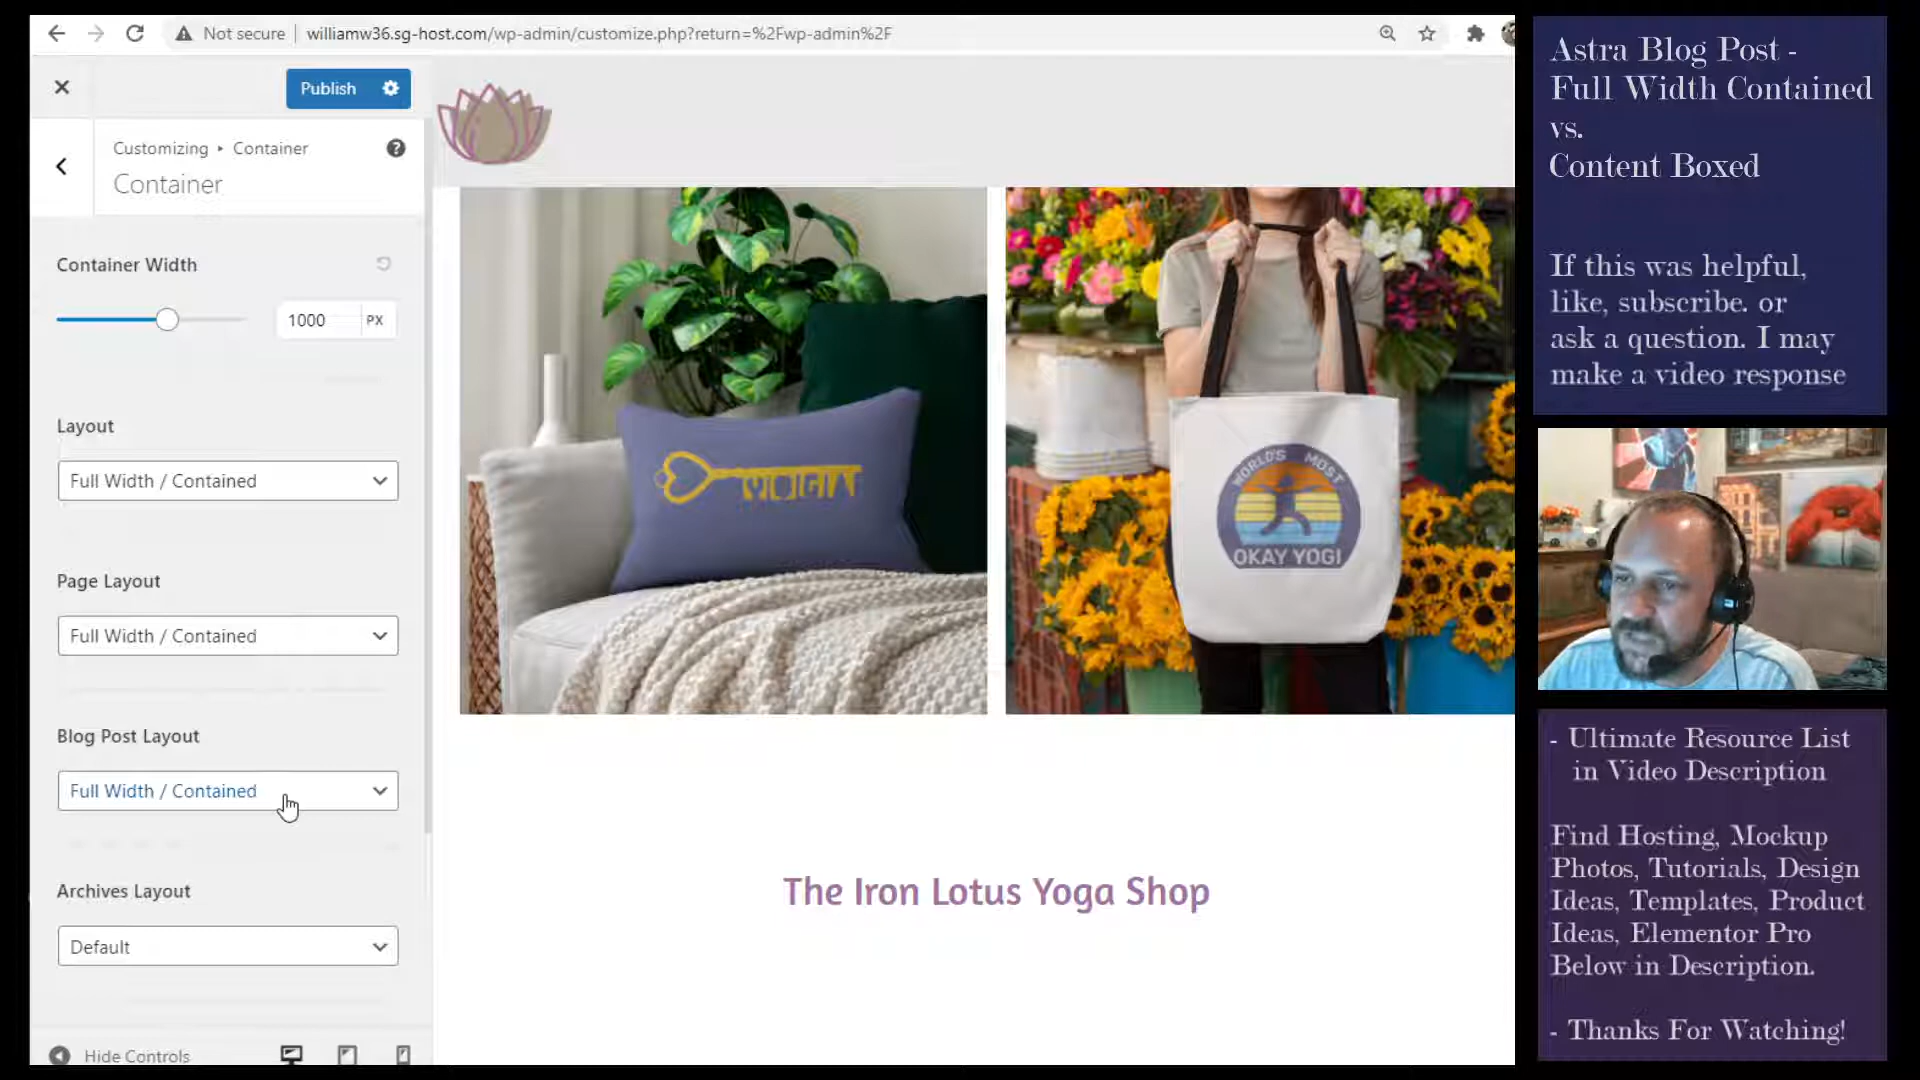 Not secure
williamw36.sg-host.com/wp-admin/customize.php?return=%2Fwp-admin%2F
Publish
Customizing ▸ Container
Container
Container Width
1000 PX
Layout
Full Width / Contained
Page Layout
Full Width / Contained
Blog Post Layout
Full Width / Contained
Archives Layout
Default
Hide Controls
YOGA
WORLD'S MOST
OKAY YOGI
The Iron Lotus Yoga Shop
Astra Blog Post -
Full Width Contained
vs.
Content Boxed
If this was helpful,
like, subscribe. or
ask a question. I may
make a video response
- Ultimate Resource List
in Video Description
Find Hosting, Mockup
Photos, Tutorials, Design
Ideas, Templates, Product
Ideas, Elementor Pro
Below in Description.
- Thanks For Watching!